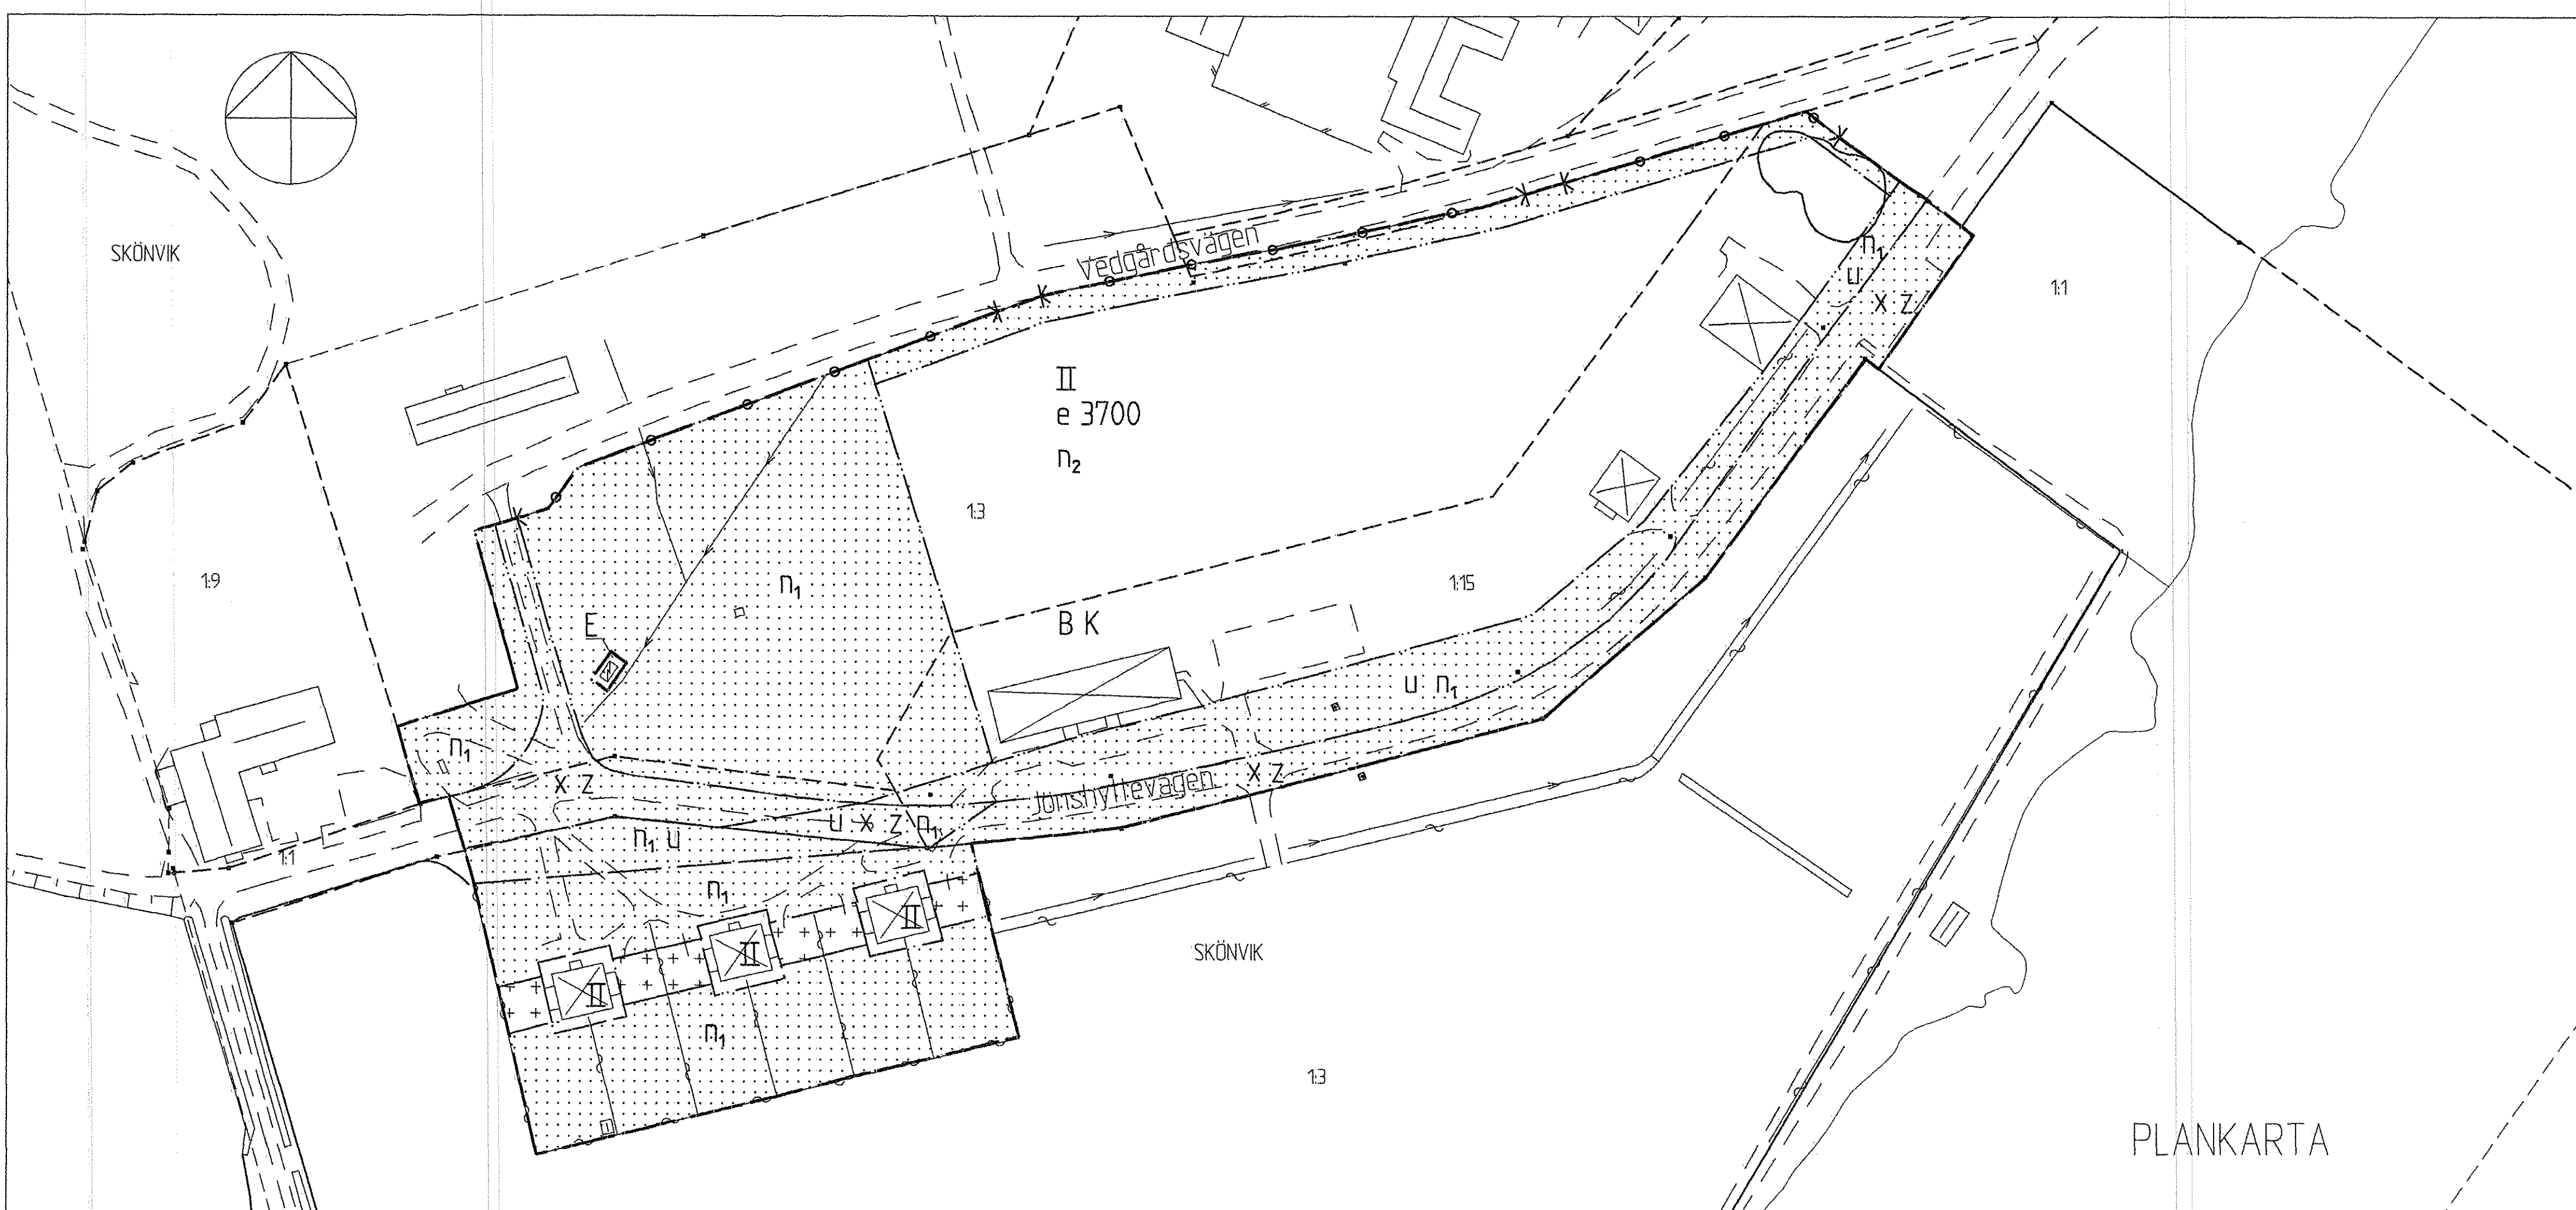 SKÖNVIK
Vedgårdsvägen
n₁
u
x z
1:1
II
e 3700
n₂
1:3
1:9
n₁
1:15
E
B K
u n₁
n₁
x z
x z
Jönshyltevägen
u x z n₁
n₁ u
1:1
n₁
II
II
SKÖNVIK
II
n₁
1:3
PLANKARTA